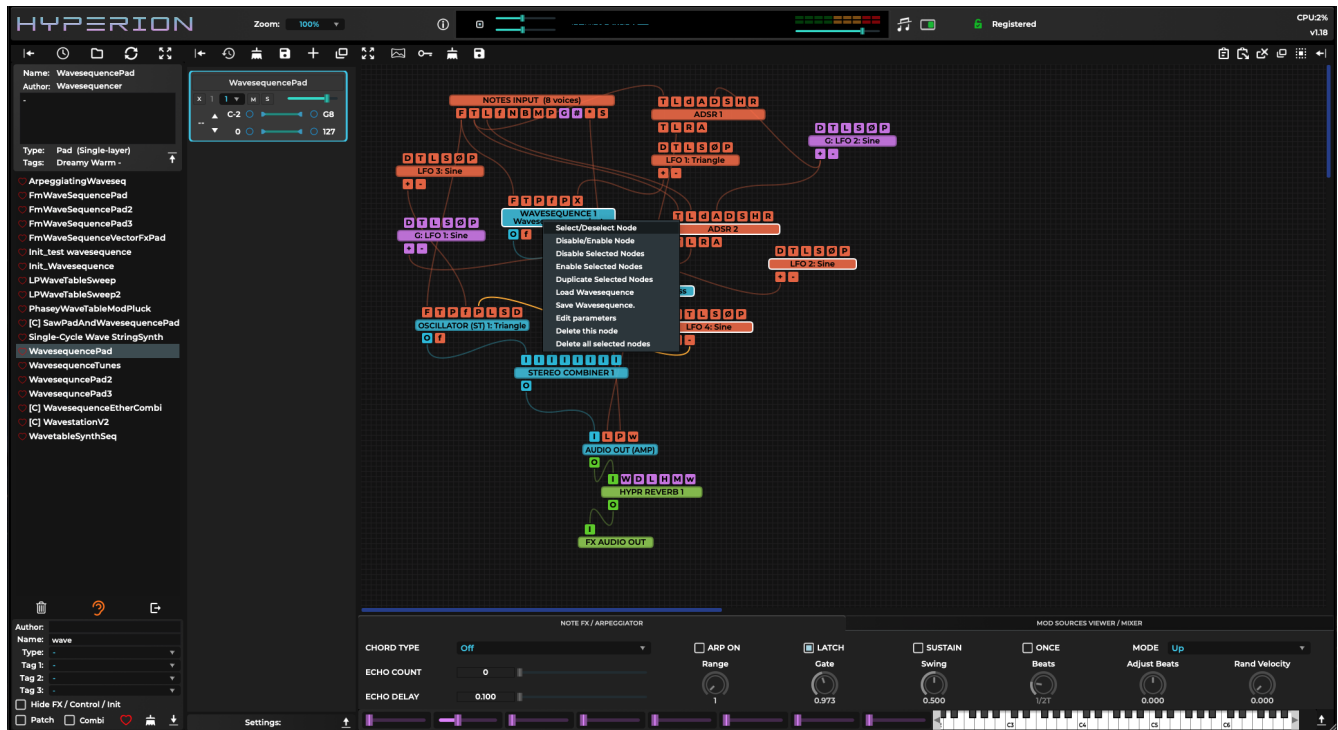 HYPERION
Zoom: 100%
Registered
CPU:2%
v1.18
Name: WavesequencePad
Author: Wavesequencer
-
Type: Pad (Single-layer)
Tags: Dreamy Warm -
ArpeggiatingWaveseq
FmWaveSequencePad
FmWaveSequencePad2
FmWaveSequencePad3
FmWaveSequenceVectorFxPad
Init_test wavesequence
Init_Wavesequence
LPWaveTableSweep
LPWaveTableSweep2
PhaseyWaveTableModPluck
[C] SawPadAndWavesequencePad
Single-Cycle Wave StringSynth
WavesequencePad
WavesequenceTunes
WavesequncePad2
WavesequncePad3
[C] WavesequenceEtherCombi
[C] WavestationV2
WavetableSynthSeq
Author:
Name: wave
Type: -
Tag 1: -
Tag 2: -
Tag 3: -
Hide FX / Control / Init
Patch Combi
WavesequencePad
X 1 1 M S
-- C-2 G8
0 127
Settings:
NOTES INPUT (8 voices)
F T L f N B M P G # * S
T L d A D S H R
ADSR 1
T L R A
D T L S Ø P
LFO 1: Triangle
+ -
D T L S Ø P
G: LFO 2: Sine
+ -
D T L S Ø P
LFO 3: Sine
+ -
F T P f P X
WAVESEQUENCE 1
O f
D T L S Ø P
G: LFO 1: Sine
+ -
T L d A D S H R
ADSR 2
L R A
D T L S Ø P
LFO 2: Sine
+ -
Select/Deselect Node
Disable/Enable Node
Disable Selected Nodes
Enable Selected Nodes
Duplicate Selected Nodes
Load Wavesequence
Save Wavesequence.
Edit parameters
Delete this node
Delete all selected nodes
F T P f P L S D
OSCILLATOR (ST) 1: Triangle
O f
T L S Ø P
LFO 4: Sine
-
I I I I I I I I
STEREO COMBINER 1
O
I L P w
AUDIO OUT (AMP)
O
I W D L H M w
HYPR REVERB 1
O
I
FX AUDIO OUT
NOTE FX / ARPEGGIATOR
MOD SOURCES VIEWER / MIXER
CHORD TYPE Off
ECHO COUNT 0
ECHO DELAY 0.100
ARP ON
LATCH
SUSTAIN
ONCE
MODE Up
Range
Gate
Swing
Beats
Adjust Beats
Rand Velocity
1
0.973
0.500
1/2T
0.000
0.000
C3 C4 C5 C6